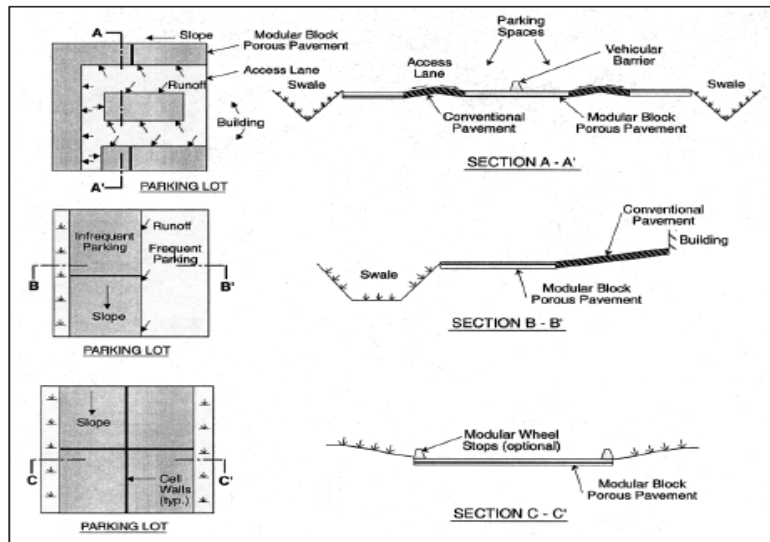 A
Slope
Modular Block
Porous Pavement
Access Lane
Runoff
Building
A'
PARKING LOT
Parking
Spaces
Vehicular
Barrier
Access
Lane
Swale
Swale
Conventional
Pavement
Modular Block
Porous Pavement
SECTION A - A'
Infrequent
Parking
Runoff
Frequent
Parking
B
B'
Slope
PARKING LOT
Conventional
Pavement
Building
Swale
Modular Block
Porous Pavement
SECTION B - B'
Slope
C
C'
Cell
Walls
(typ.)
PARKING LOT
Modular Wheel
Stops (optional)
Modular Block
Porous Pavement
SECTION C - C'